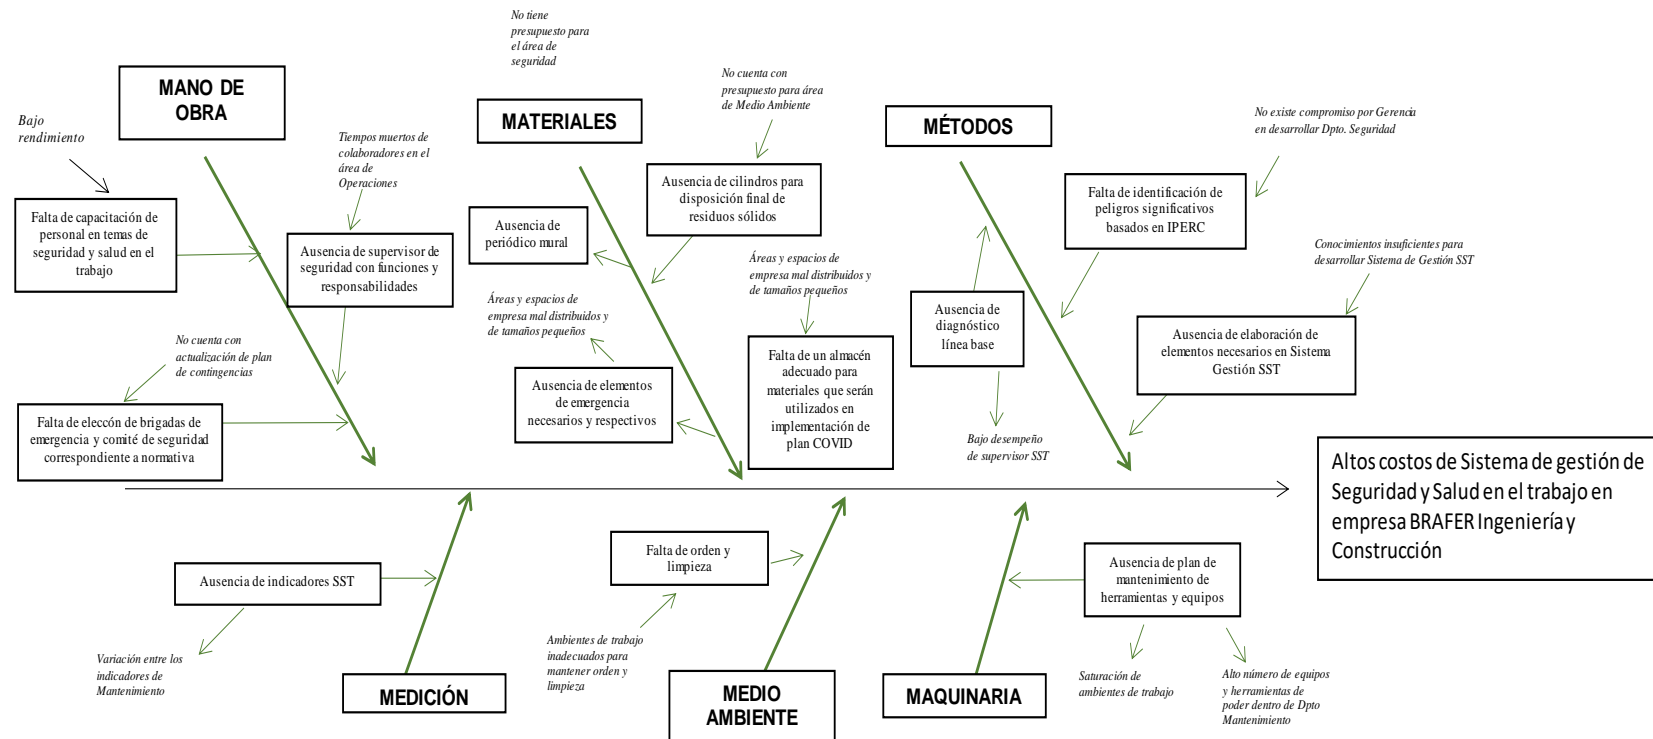 No tiene
presupuesto para
el área de
seguridad
MANO DE
OBRA
Bajo
rendimiento
Tiempos muertos de
colaboradores en el
área de
Operaciones
Falta de capacitación de
personal en temas de
seguridad y salud en el
trabajo
Ausencia de supervisor de
seguridad con funciones y
responsabilidades
No cuenta con
actualización de plan
de contingencias
Falta de eleccón de brigadas de
emergencia y comité de seguridad
correspondiente a normativa
MATERIALES
No cuenta con
presupuesto para área
de Medio Ambiente
Ausencia de cilindros para
disposición final de
residuos sólidos
Ausencia de
periódico mural
Áreas y espacios de
empresa mal distribuidos y
de tamaños pequeños
Áreas y espacios de
empresa mal distribuidos y
de tamaños pequeños
Ausencia de elementos
de emergencia
necesarios y respectivos
Falta de un almacén
adecuado para
materiales que serán
utilizados en
implementación de
plan COVID
MÉTODOS
No existe compromiso por Gerencia
en desarrollar Dpto. Seguridad
Falta de identificación de
peligros significativos
basados en IPERC
Conocimientos insuficientes para
desarrollar Sistema de Gestión SST
Ausencia de
diagnóstico
línea base
Ausencia de elaboración de
elementos necesarios en Sistema
Gestión SST
Bajo desempeño
de supervisor SST
Altos costos de Sistema de gestión de
Seguridad y Salud en el trabajo en
empresa BRAFER Ingeniería y
Construcción
Ausencia de indicadores SST
Variación entre los
indicadores de
Mantenimiento
MEDICIÓN
Falta de orden y
limpieza
Ambientes de trabajo
inadecuados para
mantener orden y
limpieza
MEDIO
AMBIENTE
Ausencia de plan de
mantenimiento de
herramientas y equipos
Saturación de
ambientes de trabajo
Alto número de equipos
y herramientas de
poder dentro de Dpto
Mantenimiento
MAQUINARIA